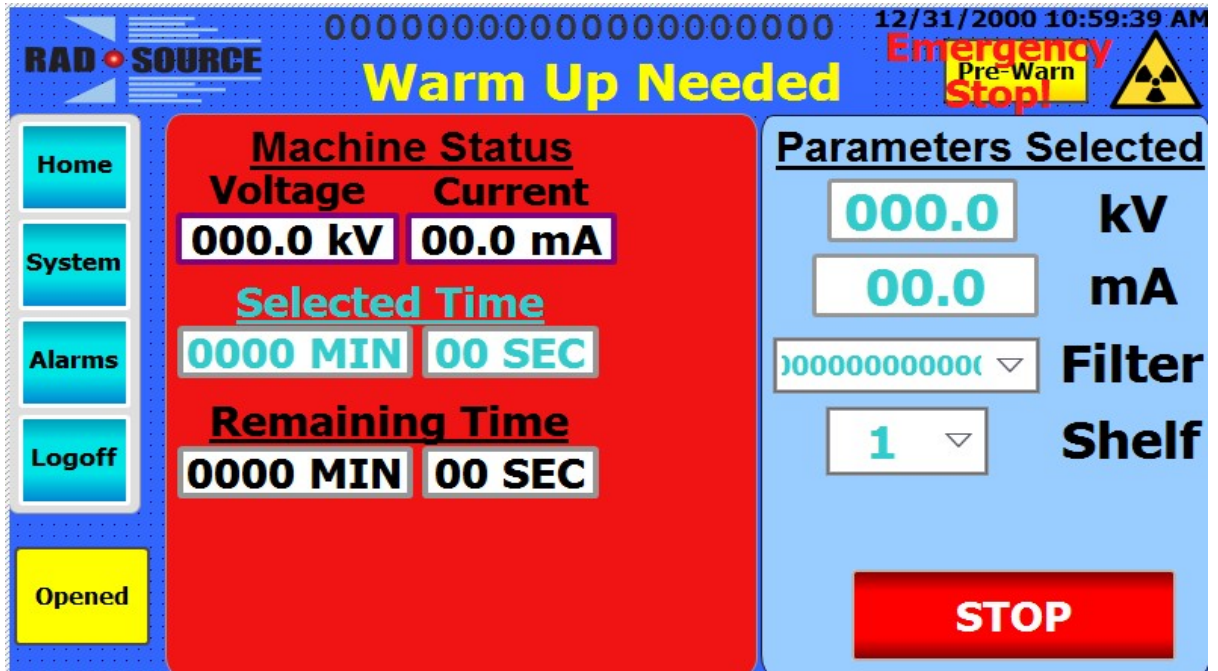 RAD SOURCE
000000000000000000000
12/31/2000 10:59:39 AM
Warm Up Needed
Emergency
Stop!
Pre-Warn
Home
System
Alarms
Logoff
Opened
Machine Status
Voltage Current
000.0 kV 00.0 mA
Selected Time
0000 MIN 00 SEC
Remaining Time
0000 MIN 00 SEC
Parameters Selected
000.0 kV
00.0 mA
Filter
1 Shelf
STOP